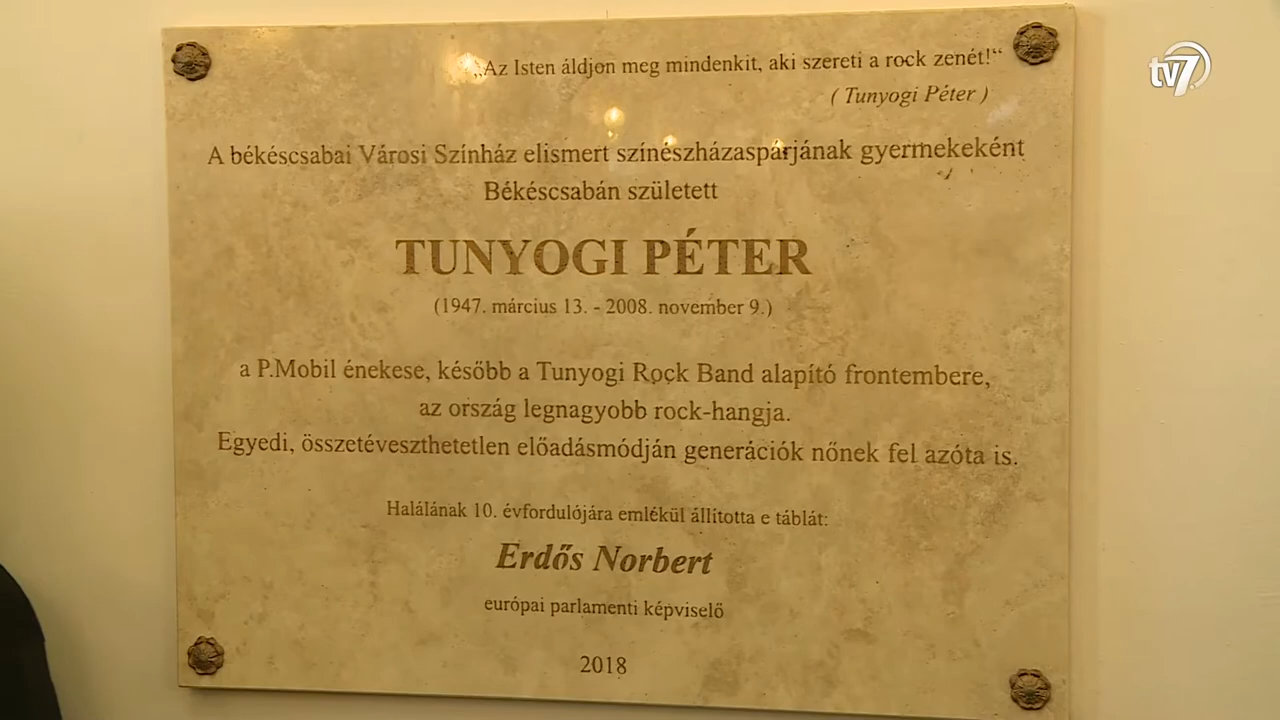 „Az Isten áldjon meg mindenkit, aki szereti a rock zenét!“
( Tunyogi Péter )
tv7
A békéscsabai Városi Színház elismert színészházaspárjának gyermekeként
Békéscsabán született
TUNYOGI PÉTER
(1947. március 13. - 2008. november 9.)
a P.Mobil énekese, később a Tunyogi Rock Band alapító frontembere,
az ország legnagyobb rock-hangja.
Egyedi, összetéveszthetetlen előadásmódján generációk nőnek fel azóta is.
Halálának 10. évfordulójára emlékül állította e táblát:
Erdős Norbert
európai parlamenti képviselő
2018